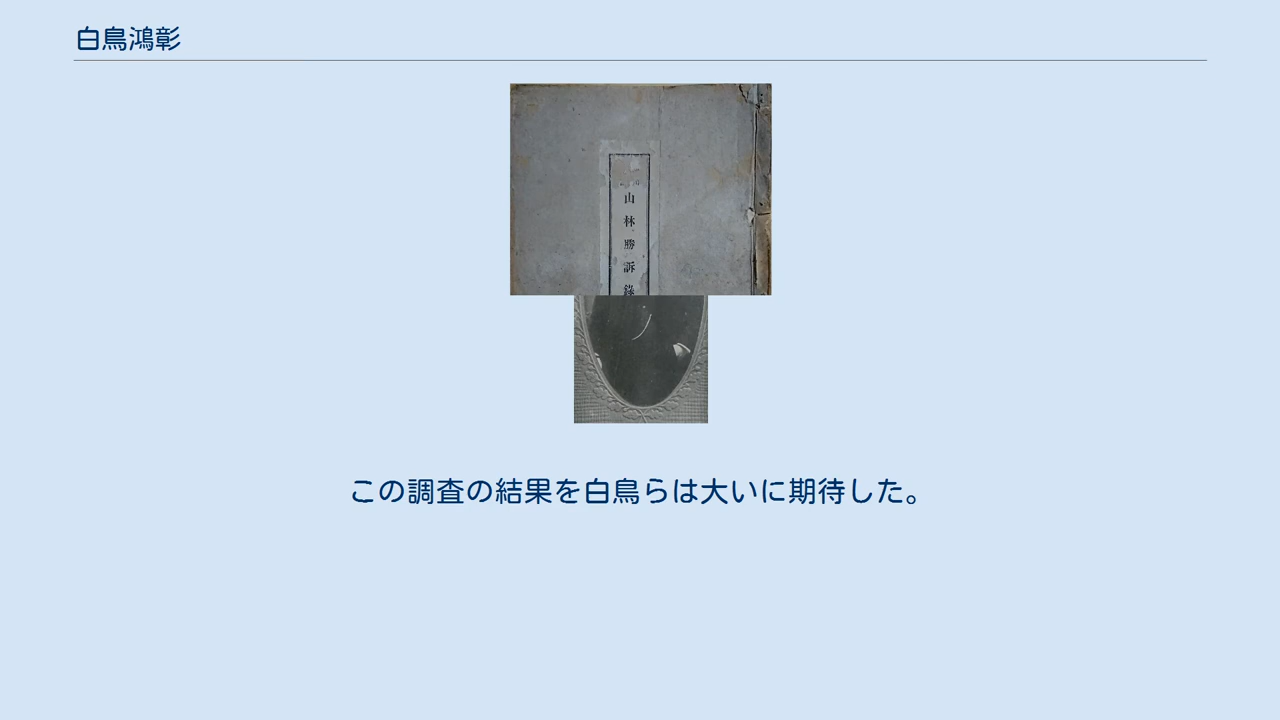 白鳥鴻彰
山林勝訴錄
この調査の結果を白鳥らは大いに期待した。